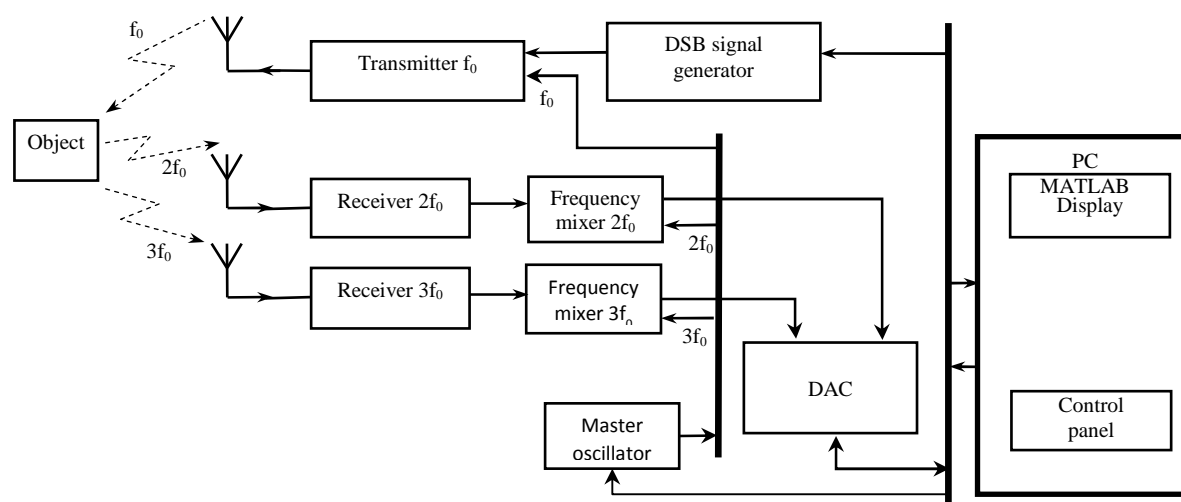 f₀
Transmitter f₀
DSB signal
generator
f₀
Object
2f₀
Receiver 2f₀
Frequency
mixer 2f₀
2f₀
3f₀
Receiver 3f₀
Frequency
mixer 3f₀
3f₀
DAC
Master
oscillator
PC
MATLAB
Display
Control
panel